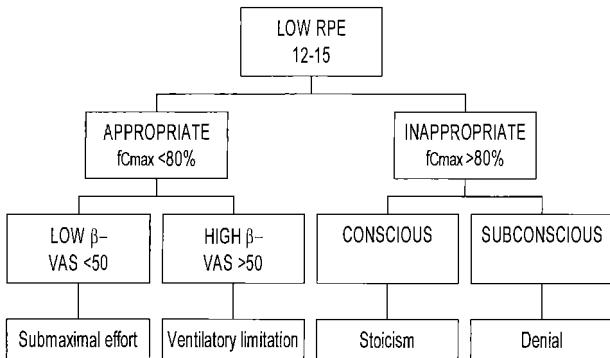 LOW RPE
12-15
APPROPRIATE
fCmax <80%
INAPPROPRIATE
fCmax >80%
LOW β–
VAS <50
HIGH β–
VAS >50
CONSCIOUS
SUBCONSCIOUS
Submaximal effort
Ventilatory limitation
Stoicism
Denial